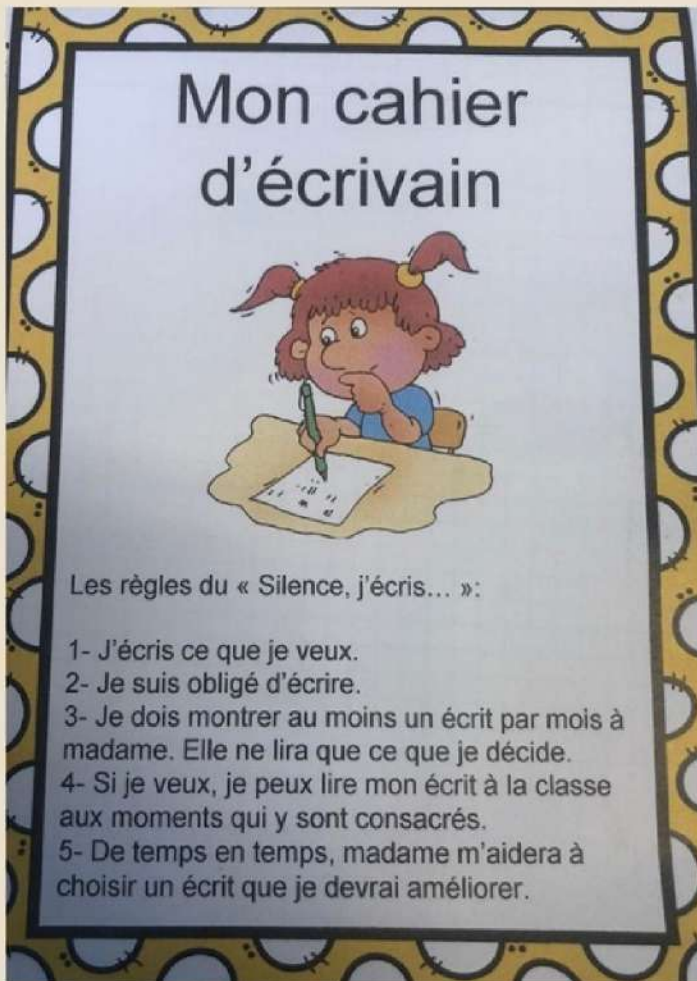 Mon cahier
d'écrivain
Les règles du « Silence, j'écris... »:
1- J'écris ce que je veux.
2- Je suis obligé d'écrire.
3- Je dois montrer au moins un écrit par mois à
madame. Elle ne lira que ce que je décide.
4- Si je veux, je peux lire mon écrit à la classe
aux moments qui y sont consacrés.
5- De temps en temps, madame m'aidera à
choisir un écrit que je devrai améliorer.